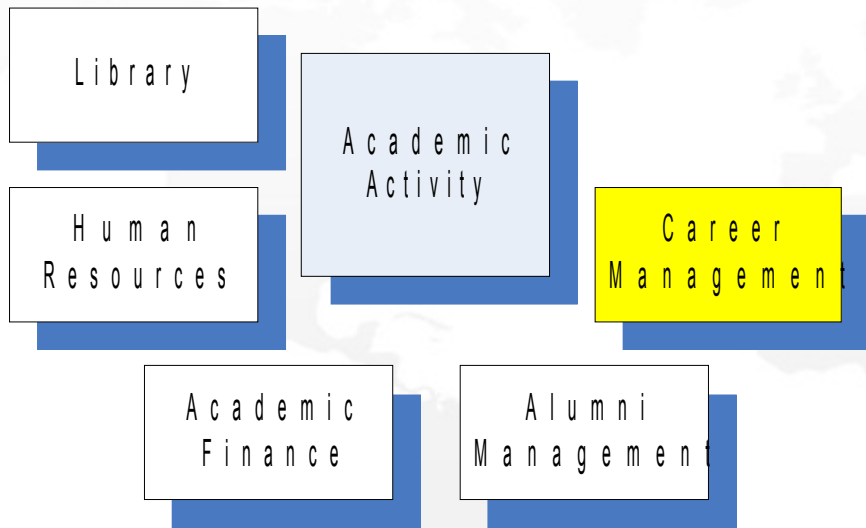 Library
Academic
Activity
Human
Resources
Career
Management
Academic
Finance
Alumni
Management